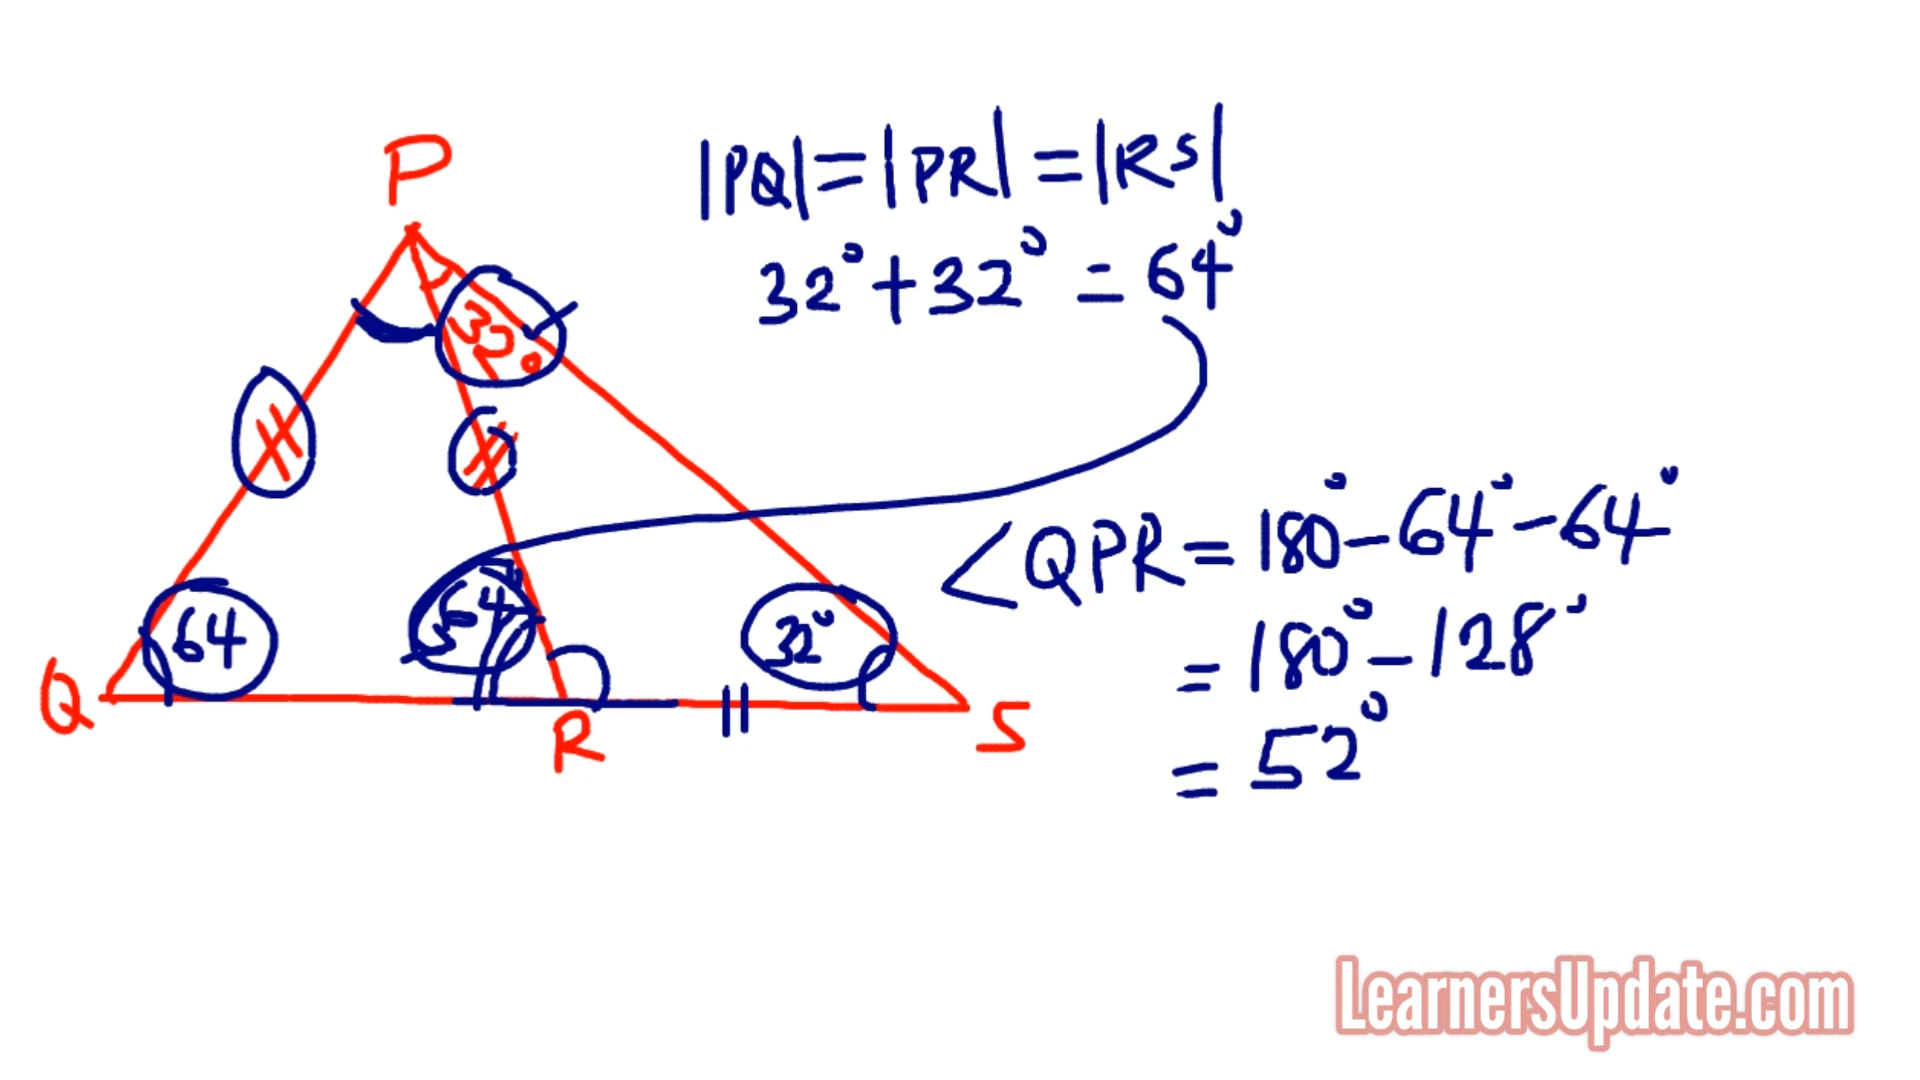 P
|PQ| = |PR| = |RS|
32° + 32° = 64°
32°
<QPR = 180° - 64° - 64°
64
64
32°
= 180° - 128°
Q
R
S
= 52°
LearnersUpdate.com